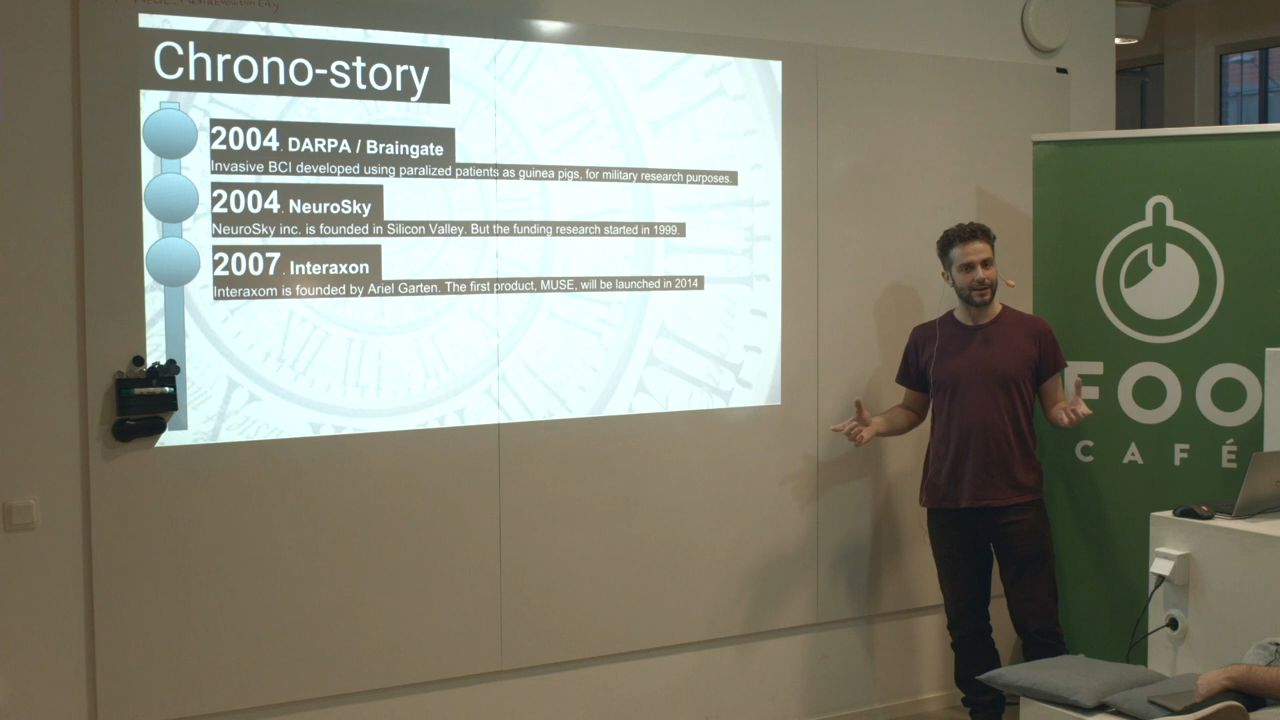 Chrono-story
2004. DARPA / Braingate
Invasive BCI developed using paralized patients as guinea pigs, for military research purposes.
2004. NeuroSky
NeuroSky inc. is founded in Silicon Valley. But the funding research started in 1999.
2007. Interaxon
Interaxom is founded by Ariel Garten. The first product, MUSE, will be launched in 2014
FOO
CAFÉ